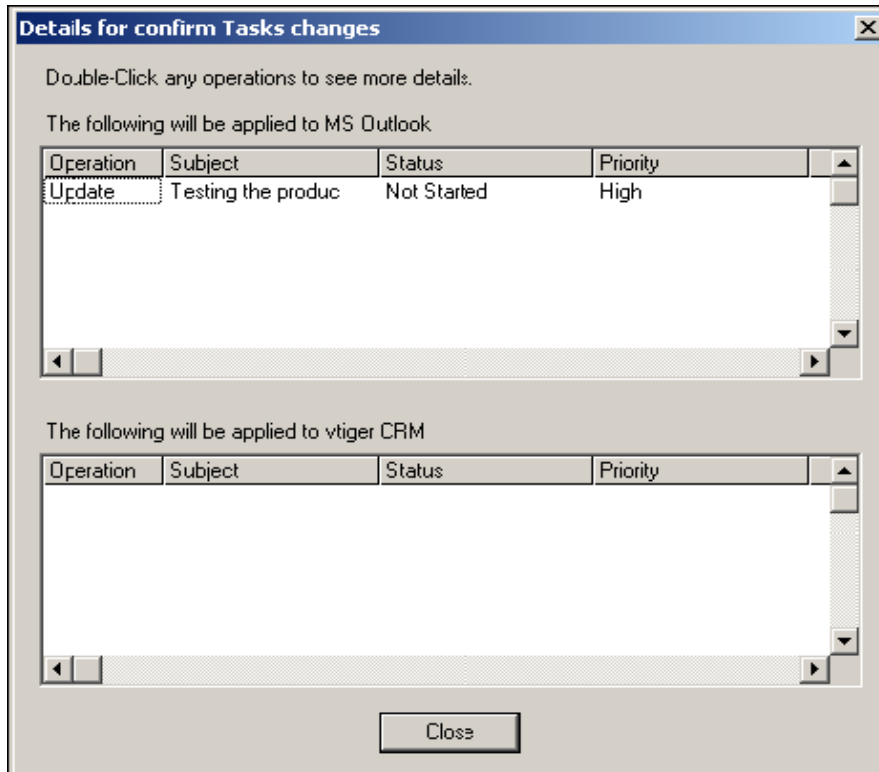 Details for confirm Tasks changes
Double-Click any operations to see more details.
The following will be applied to MS Outlook
Operation Subject Status Priority
Update Testing the produc Not Started High
The following will be applied to vtiger CRM
Operation Subject Status Priority
Close